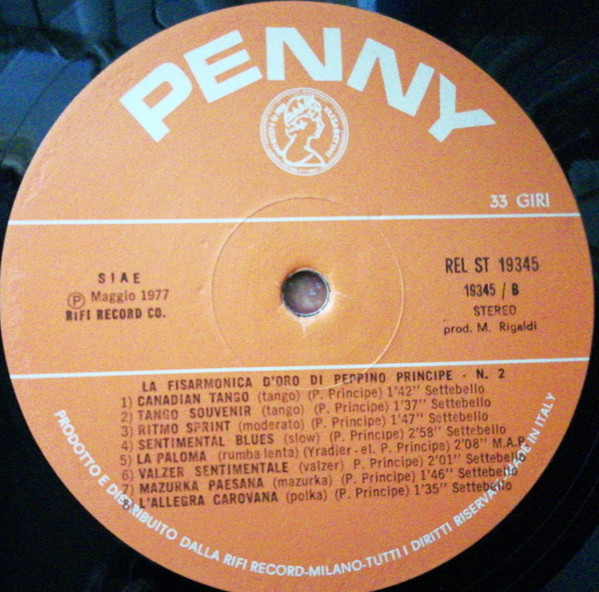 PENNY
33 GIRI
SIAE
Ⓟ Maggio 1977
RIFI RECORD CO.
REL ST 19345
19345 / B
STEREO
prod. M. Rigaldi
LA FISARMONICA D'ORO DI PEPPINO PRINCIPE - N. 2
1) CANADIAN TANGO (tango) (P. Principe) 1'42'' Settebello
2) TANGO SOUVENIR (tango) (P. Principe) 1'37'' Settebello
3) RITMO SPRINT (moderato) (P. Principe) 1'47'' Settebello
4) SENTIMENTAL BLUES (slow) (P. Principe) 2'58'' Settebello
5) LA PALOMA (rumba lenta) (Yradier - el. P. Principe) 2'08'' M.A.P.
6) VALZER SENTIMENTALE (valzer) (P. Principe) 2'01'' Settebello
7) MAZURKA PAESANA (mazurka) (P. Principe) 1'46'' Settebello
8) L'ALLEGRA CAROVANA (polka) (P. Principe) 1'35'' Settebello
PRODOTTO E DISTRIBUITO DALLA RIFI RECORD-MILANO-TUTTI I DIRITTI RISERVATI MADE IN ITALY